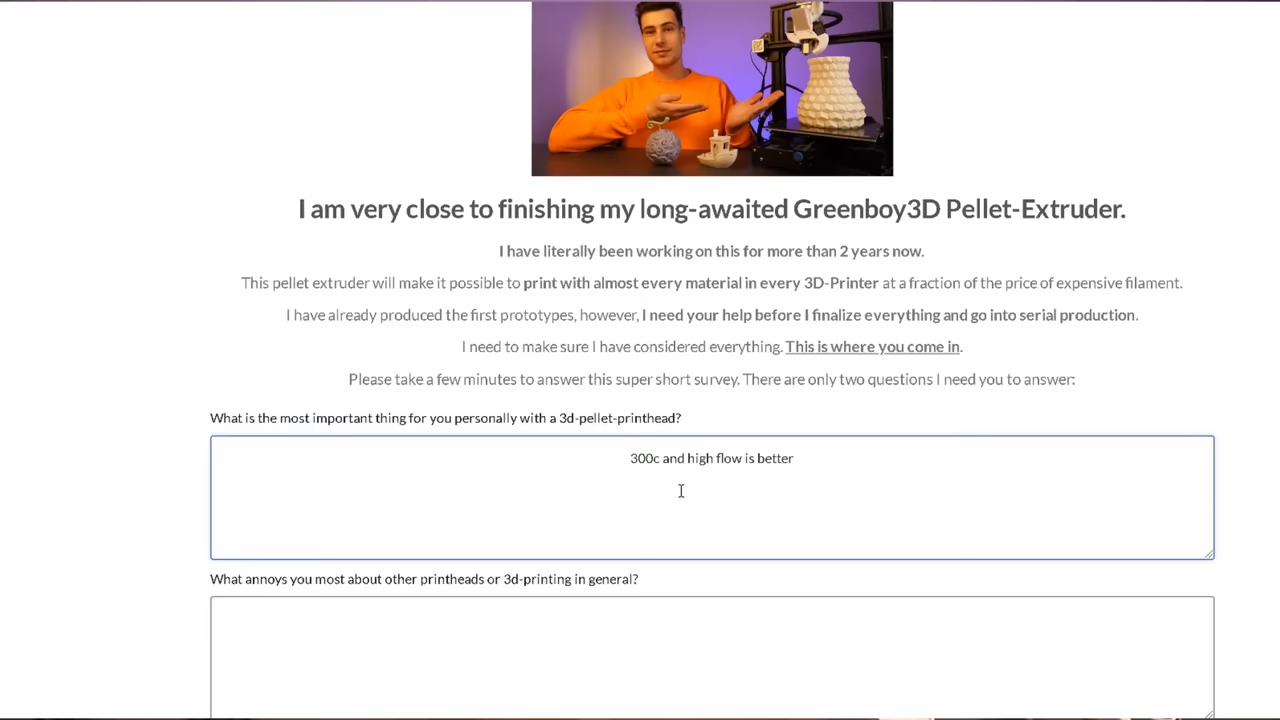 I am very close to finishing my long-awaited Greenboy3D Pellet-Extruder.
I have literally been working on this for more than 2 years now.
This pellet extruder will make it possible to print with almost every material in every 3D-Printer at a fraction of the price of expensive filament.
I have already produced the first prototypes, however, I need your help before I finalize everything and go into serial production.
I need to make sure I have considered everything. This is where you come in.
Please take a few minutes to answer this super short survey. There are only two questions I need you to answer:
What is the most important thing for you personally with a 3d-pellet-printhead?
300c and high flow is better
What annoys you most about other printheads or 3d-printing in general?